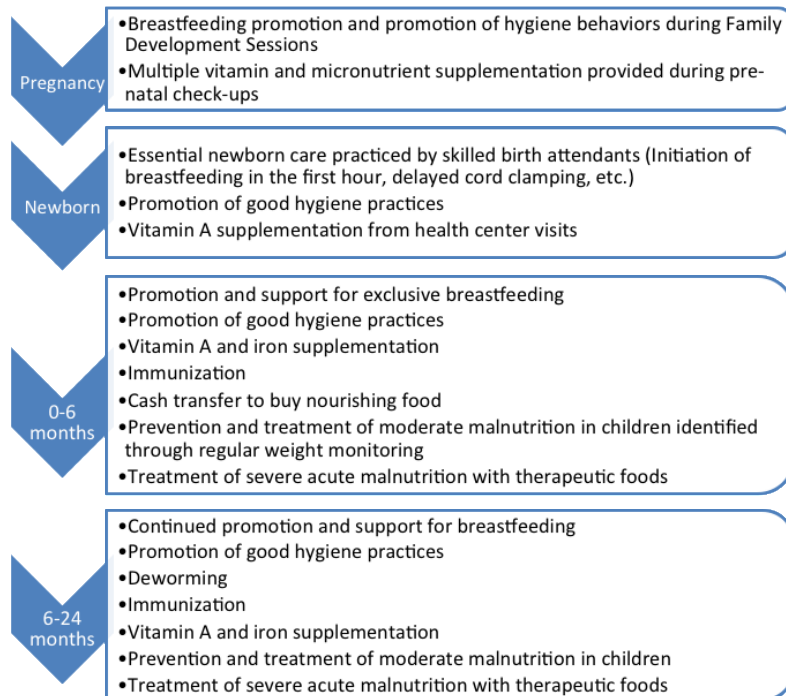 Pregnancy
•Breastfeeding promotion and promotion of hygiene behaviors during Family
Development Sessions
•Multiple vitamin and micronutrient supplementation provided during pre-
natal check-ups
Newborn
•Essential newborn care practiced by skilled birth attendants (Initiation of
breastfeeding in the first hour, delayed cord clamping, etc.)
•Promotion of good hygiene practices
•Vitamin A supplementation from health center visits
0-6
months
•Promotion and support for exclusive breastfeeding
•Promotion of good hygiene practices
•Vitamin A and iron supplementation
•Immunization
•Cash transfer to buy nourishing food
•Prevention and treatment of moderate malnutrition in children identified
through regular weight monitoring
•Treatment of severe acute malnutrition with therapeutic foods
6-24
months
•Continued promotion and support for breastfeeding
•Promotion of good hygiene practices
•Deworming
•Immunization
•Vitamin A and iron supplementation
•Prevention and treatment of moderate malnutrition in children
•Treatment of severe acute malnutrition with therapeutic foods